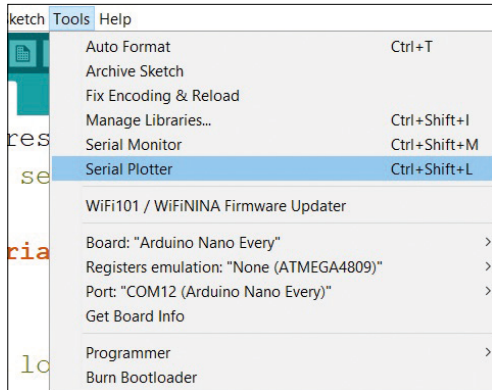 ketch Tools Help
Auto Format Ctrl+T
Archive Sketch
Fix Encoding & Reload
Manage Libraries... Ctrl+Shift+I
res
Serial Monitor Ctrl+Shift+M
se
Serial Plotter Ctrl+Shift+L
WiFi101 / WiFiNINA Firmware Updater
ria
Board: "Arduino Nano Every"
Registers emulation: "None (ATMEGA4809)"
Port: "COM12 (Arduino Nano Every)"
Get Board Info
lo
Programmer
Burn Bootloader